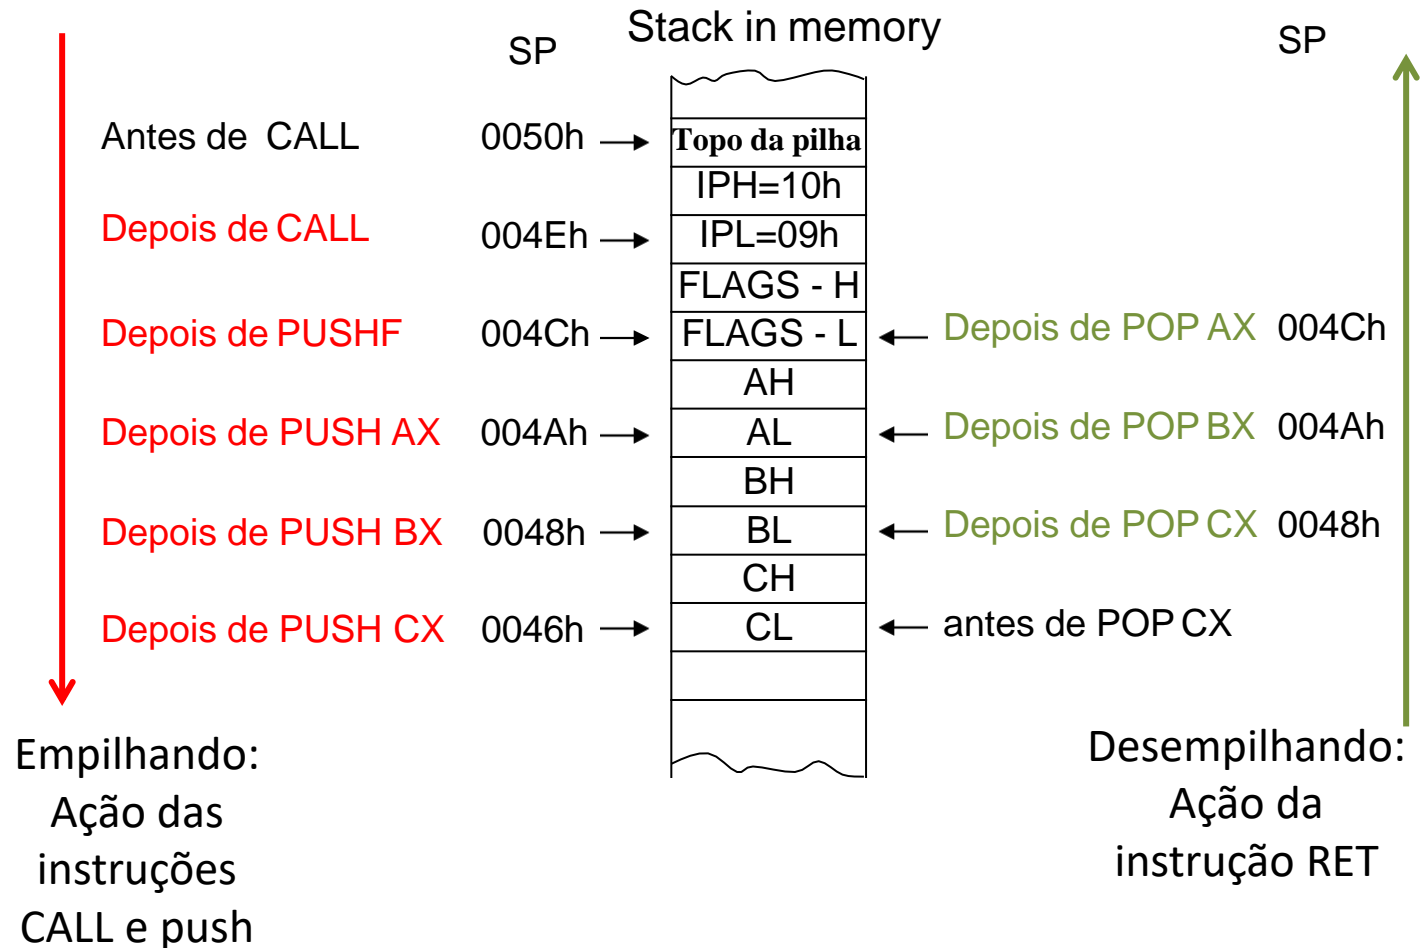 Stack in memory
SP
SP
Antes de CALL 0050h Topo da pilha
IPH=10h
Depois de CALL 004Eh IPL=09h
FLAGS - H
Depois de PUSHF 004Ch FLAGS - L Depois de POP AX 004Ch
AH
Depois de PUSH AX 004Ah AL Depois de POP BX 004Ah
BH
Depois de PUSH BX 0048h BL Depois de POP CX 0048h
CH
Depois de PUSH CX 0046h CL antes de POP CX
Empilhando:
Ação das
instruções
CALL e push
Desempilhando:
Ação da
instrução RET